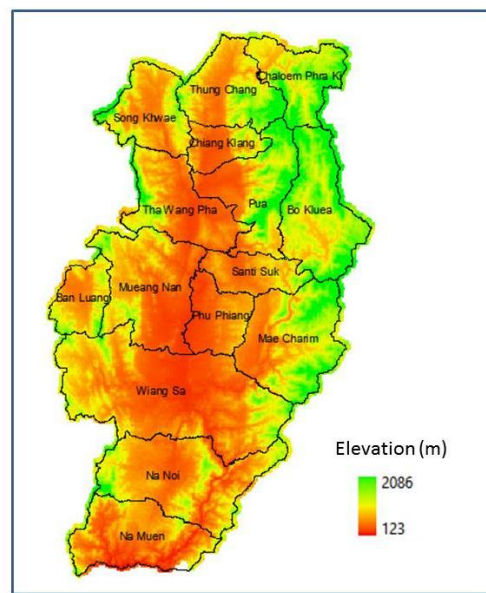 Chaloem Phra Ki
Thung Chang
Song Khwae
Chiang Klang
Tha Wang Pha
Pua
Bo Kluea
Santi Suk
Mueang Nan
Ban Luang
Phu Phiang
Mae Charim
Wiang Sa
Elevation (m)
Na Noi
2086
123
Na Muen